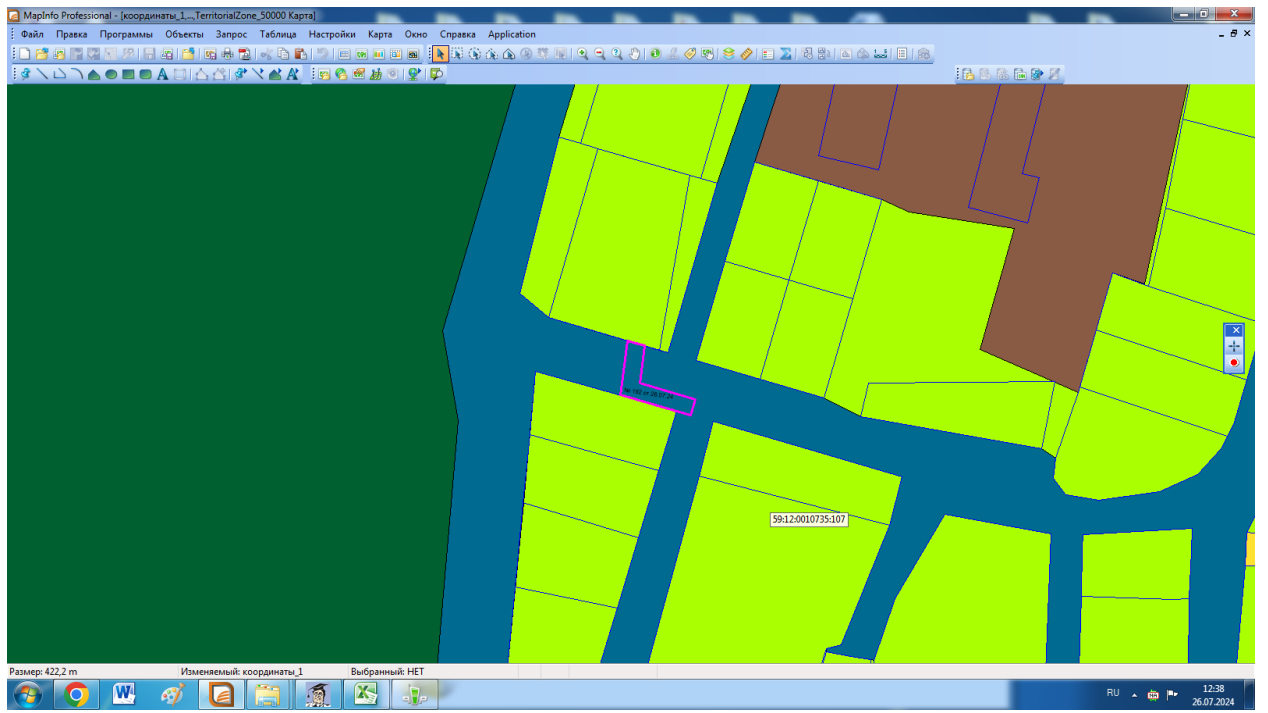 MapInfo Professional - [координаты_1,...,TerritorialZone_50000 Карта]
Файл Правка Программы Объекты Запрос Таблица Настройки Карта Окно Справка Application
59:12:0010735:107
Размер: 422,2 m Изменяемый: координаты_1 Выбранный: НЕТ
RU 12:38
26.07.2024